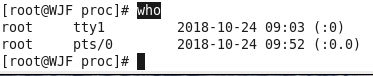 [root@WJF proc]# who
root     tty1         2018-10-24 09:03 (:0)
root     pts/0        2018-10-24 09:52 (:0.0)
[root@WJF proc]#